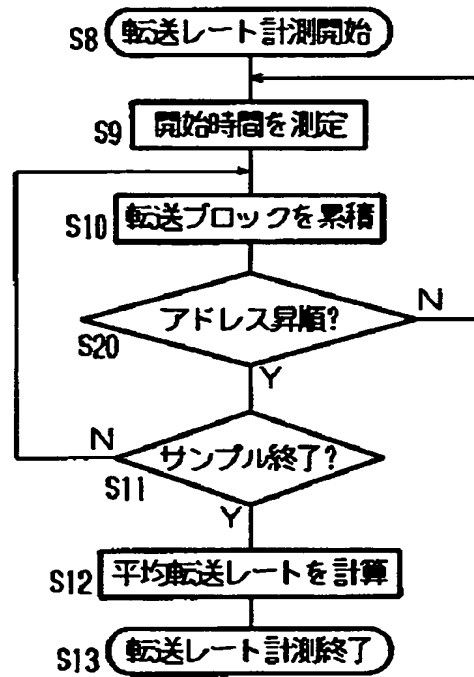 S8 転送レート計測開始
S9 開始時間を測定
S10 転送ブロックを累積
アドレス昇順? N
S20
Y
N サンプル終了?
S11
Y
S12 平均転送レートを計算
S13 転送レート計測終了